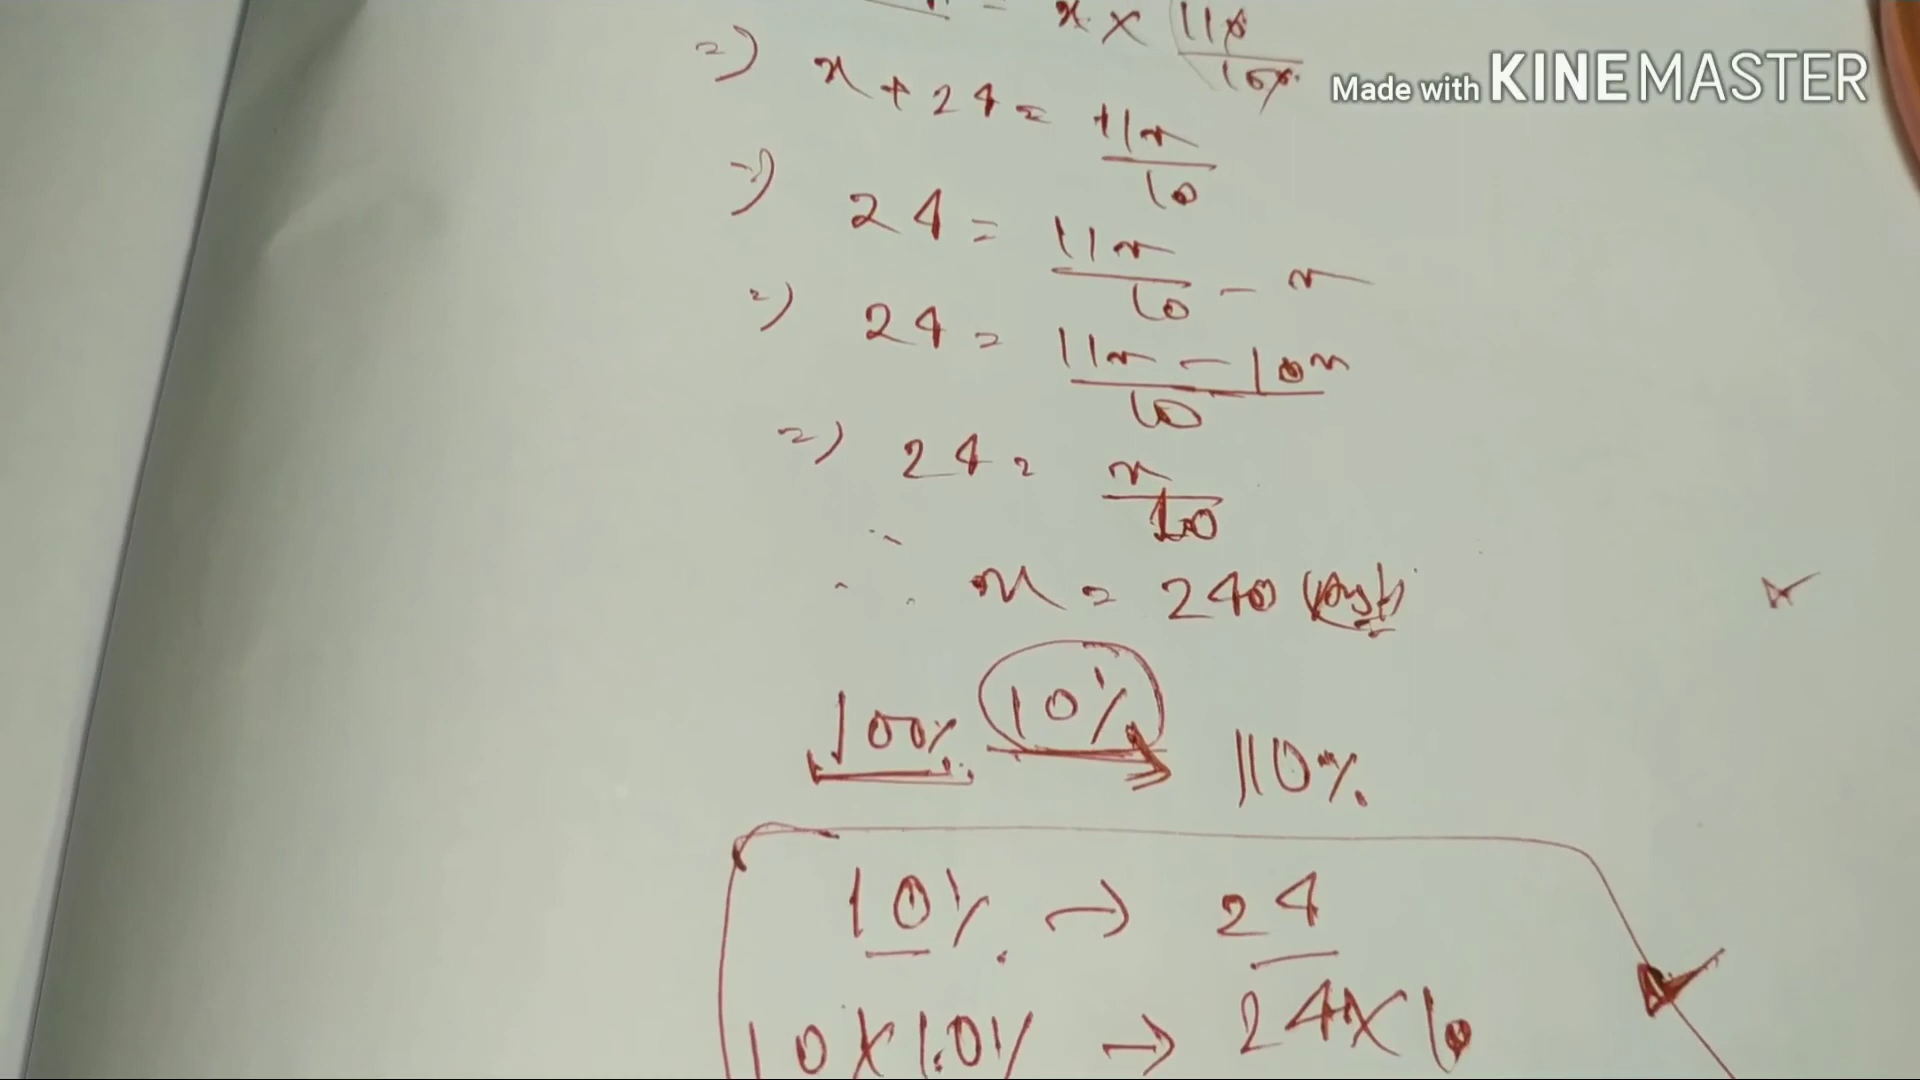 = x × 110/100
=) x + 24 = 11x/10
=) 24 = 11x/10 - x
=) 24 = 11x - 10x/10
=) 24 = x/10
∴ x = 240 (Ans)
100% 10% → 110%
10% → 24
10 × 10% → 24 × 10
Made with KINEMASTER